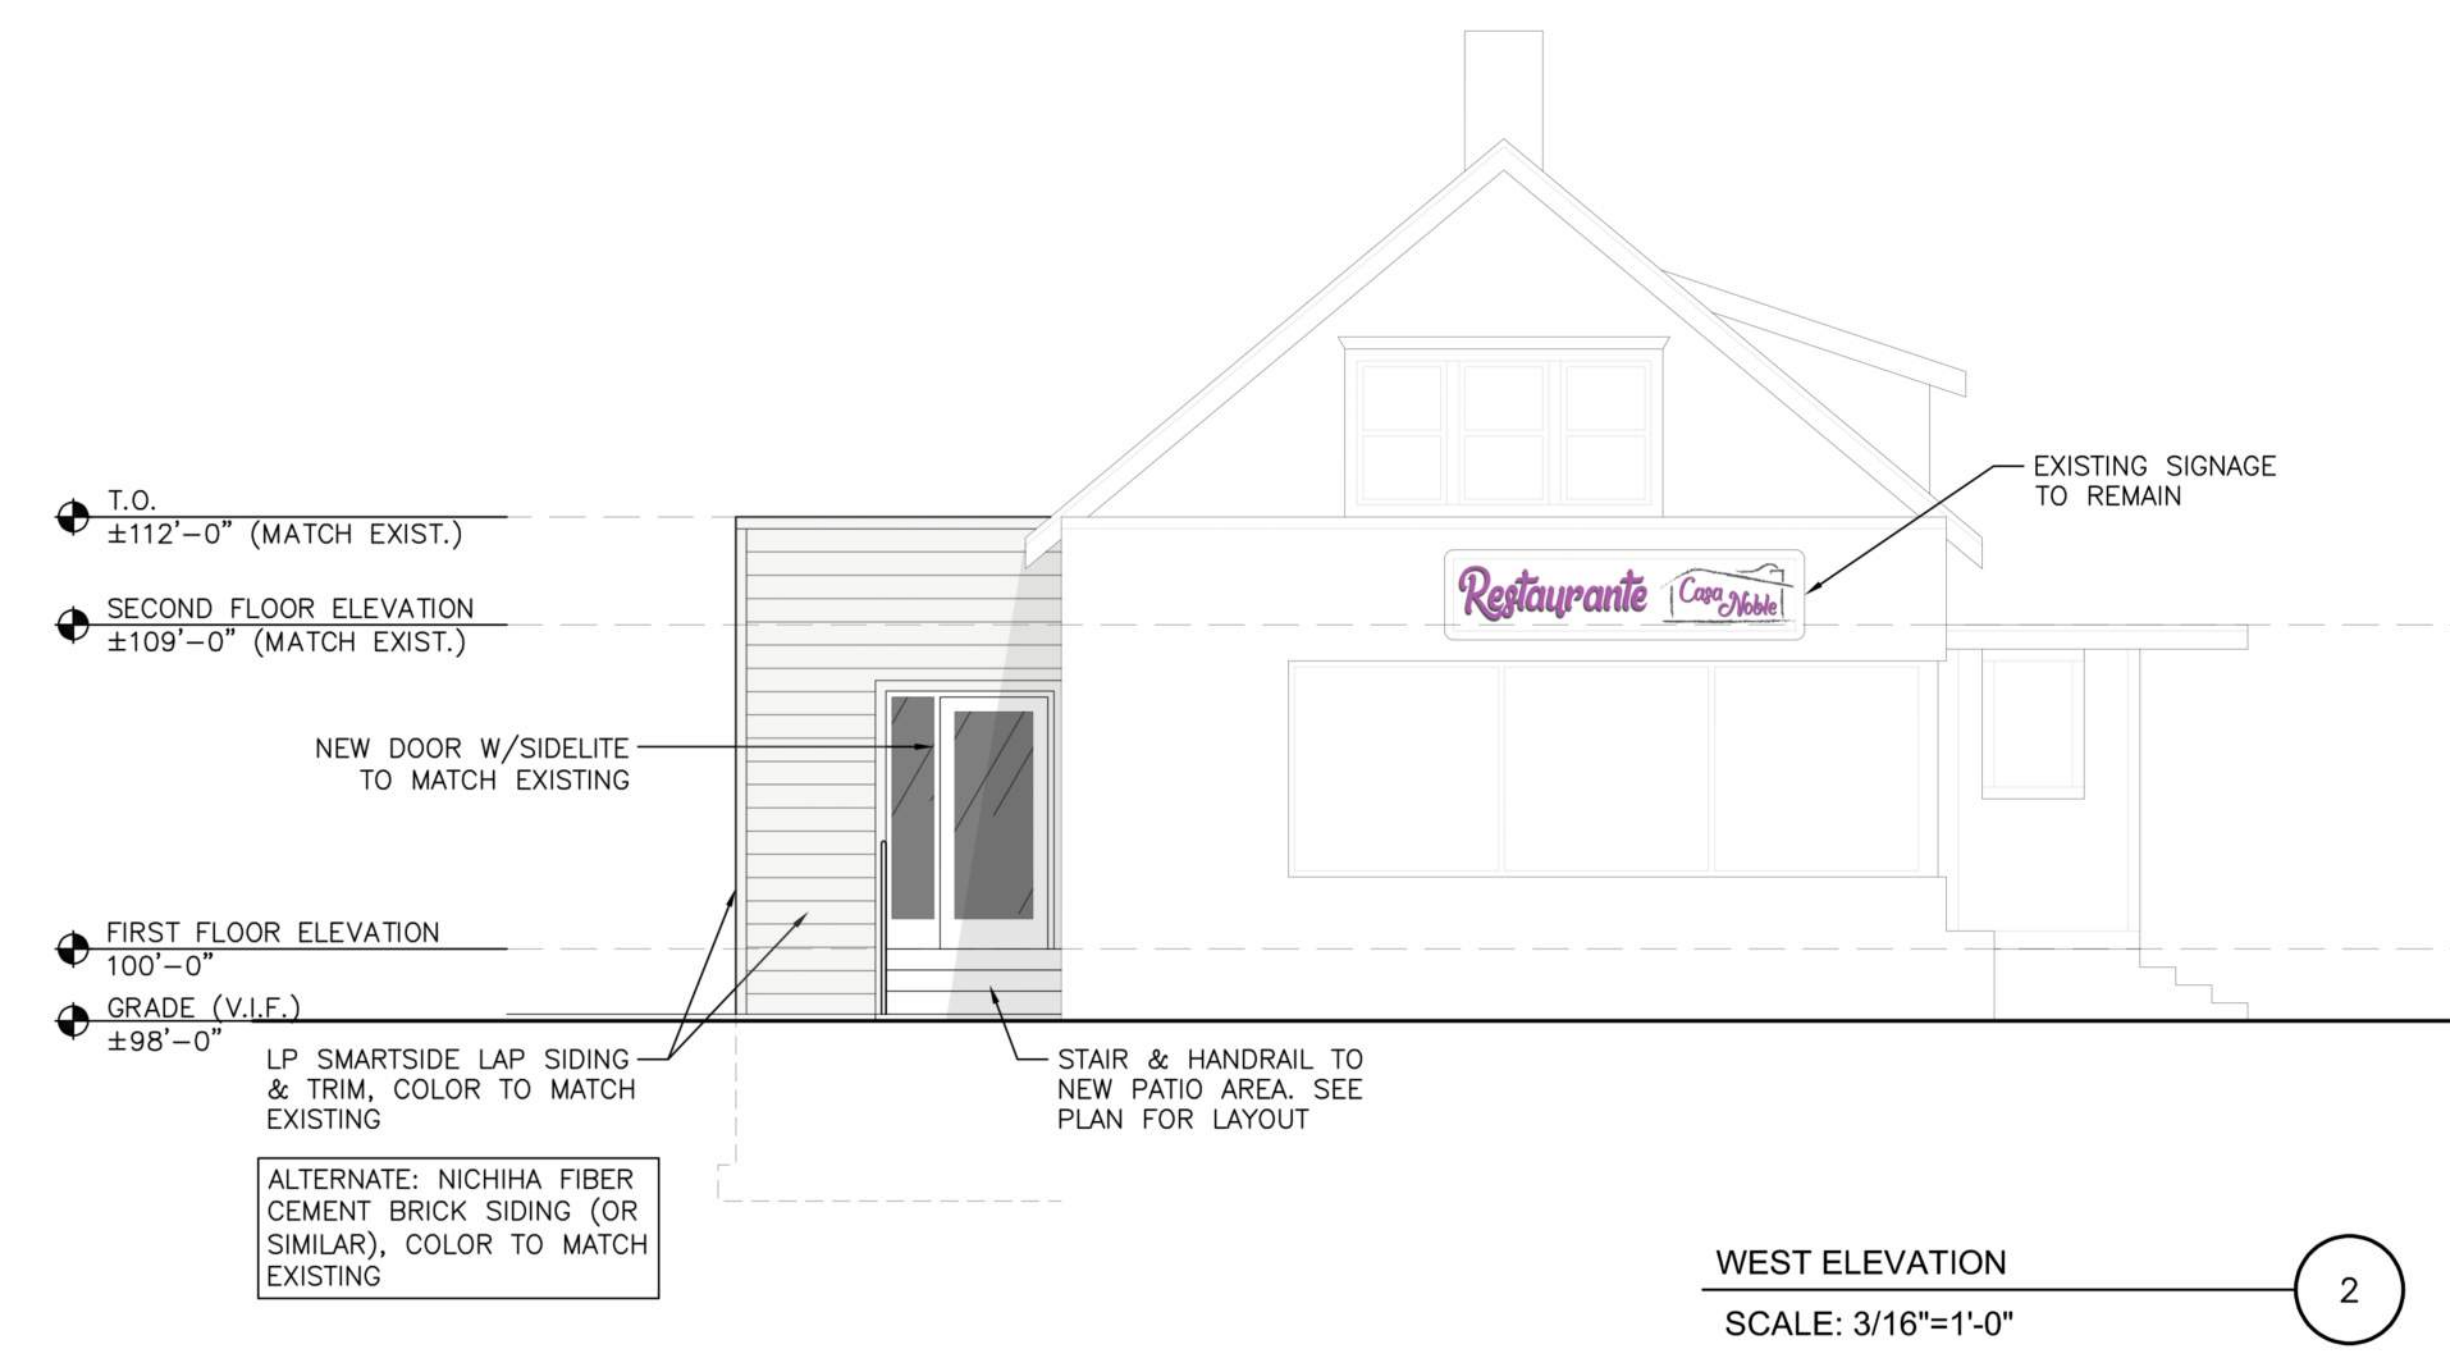 T.O.
±112'-0" (MATCH EXIST.)
SECOND FLOOR ELEVATION
±109'-0" (MATCH EXIST.)
EXISTING SIGNAGE
TO REMAIN
Restaurante
Casa Noble
NEW DOOR W/SIDELITE
TO MATCH EXISTING
FIRST FLOOR ELEVATION
100'-0"
GRADE (V.I.F.)
±98'-0"
LP SMARTSIDE LAP SIDING
& TRIM, COLOR TO MATCH
EXISTING
STAIR & HANDRAIL TO
NEW PATIO AREA. SEE
PLAN FOR LAYOUT
ALTERNATE: NICHIHA FIBER
CEMENT BRICK SIDING (OR
SIMILAR), COLOR TO MATCH
EXISTING
WEST ELEVATION
SCALE: 3/16"=1'-0"
2